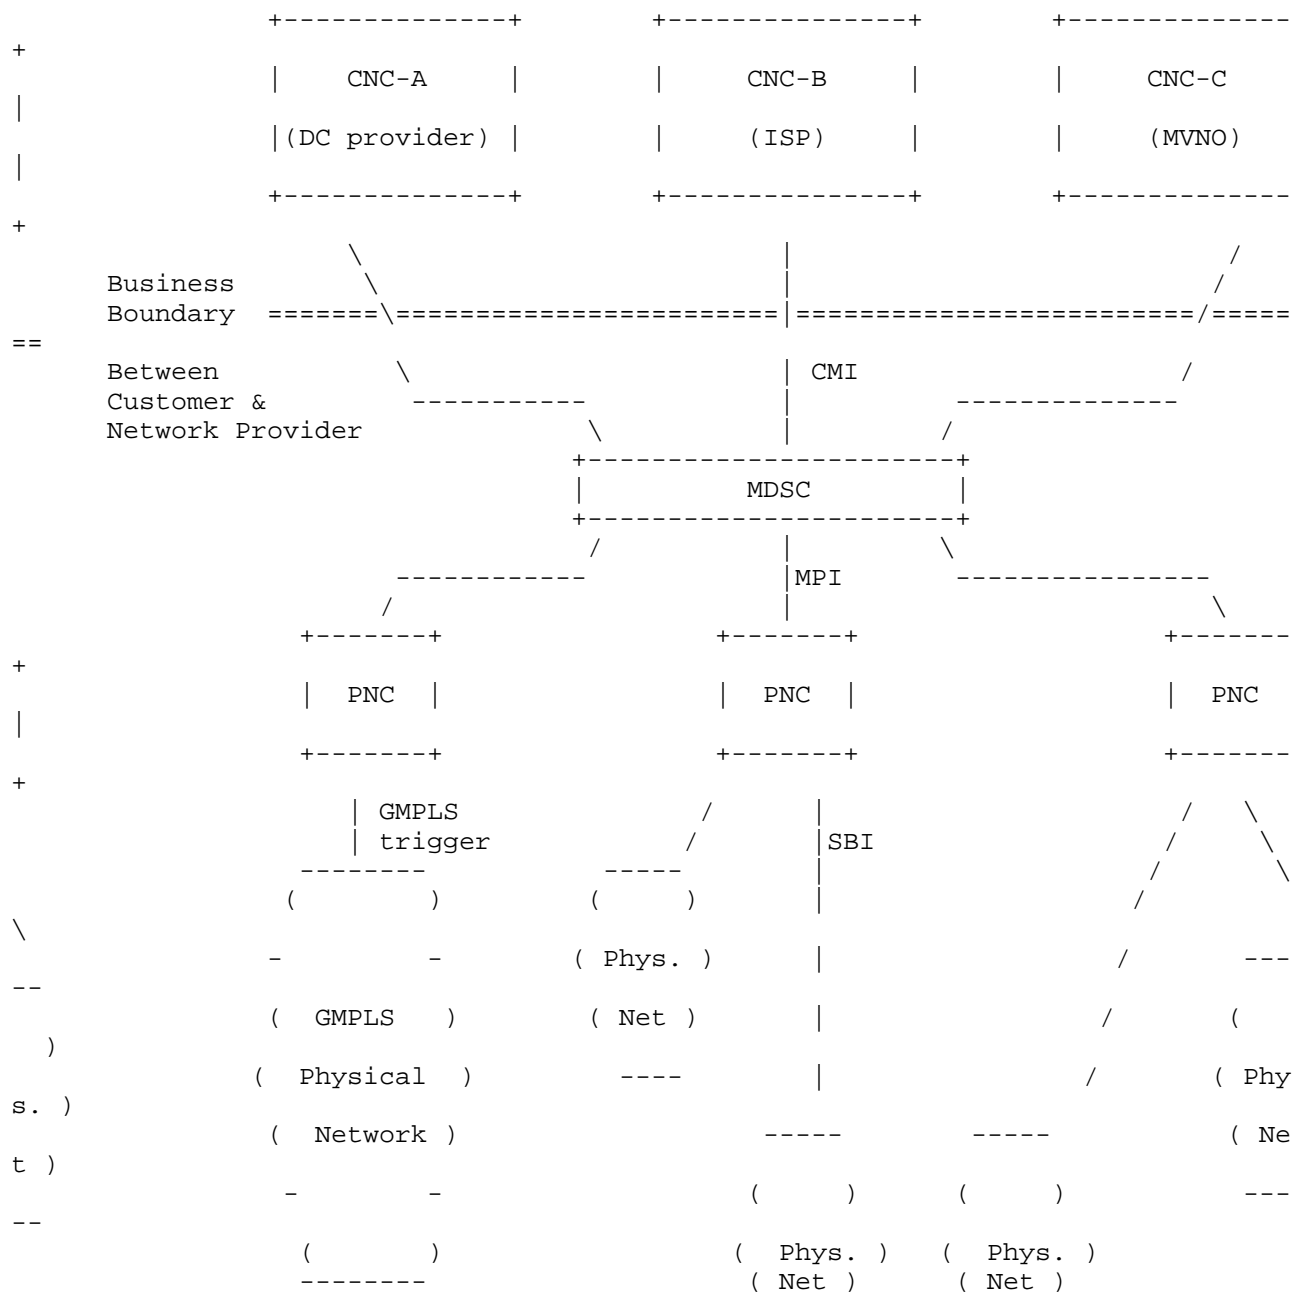 +--------------+ +---------------+ +--------------
+
| CNC-A | | CNC-B | | CNC-C
|
|(DC provider) | | (ISP) | | (MVNO)
|
+--------------+ +---------------+ +--------------
+
\ | /
Business \ | /
Boundary =======\========================|=========================/=====
==
Between \ | CMI /
Customer & ----------- | --------------
Network Provider \ | /
+-----------------------+
| MDSC |
+-----------------------+
/ | \
------------ |MPI ----------------
/ | \
+-------+ +-------+ +-------
+
| PNC | | PNC | | PNC
|
+-------+ +-------+ +-------
+
| GMPLS / | / \
| trigger / |SBI / \
-------- ----- | / \
( ) ( ) | /
\
- - ( Phys. ) | / ---
--
( GMPLS ) ( Net ) | / (
)
( Physical ) ---- | / ( Phy
s. )
( Network ) ----- ----- ( Ne
t )
- - ( ) ( ) ---
--
( ) ( Phys. ) ( Phys. )
-------- ( Net ) ( Net )